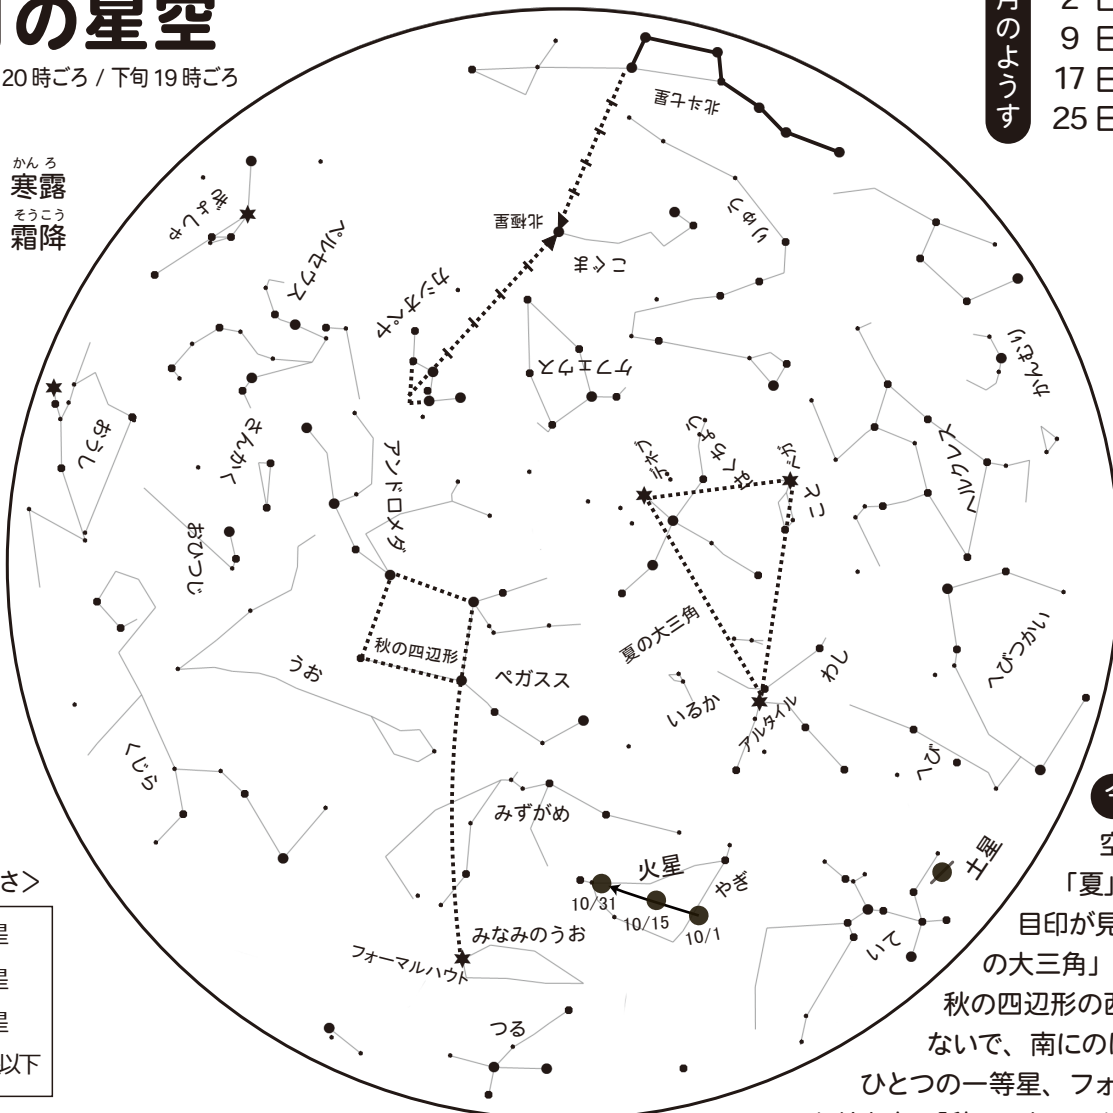 の星空
20時ごろ / 下旬19時ごろ
のようす
9
17
25
かんろ
寒露
そうこう
霜降
北斗七星
ぎょしゃ
ペルセウス
北極星
こぐま
りゅう
カシオペヤ
ケフェウス
かんむり
おうし
さんかく
アンドロメダ
デネブ
はくちょう
ベガ
こと
ヘルクレス
おひつじ
秋の四辺形
夏の大三角
へびつかい
うお
ペガスス
いるか
わし
アルタイル
へび
くじら
みずがめ
火星
やぎ
土星
10/31
10/15
10/1
みなみのうお
フォーマルハウト
いて
つる
さ>
以下
「夏」
目印が見
の大三角」
秋の四辺形の西
ないで、南にの
ひとつの一等星、フォ